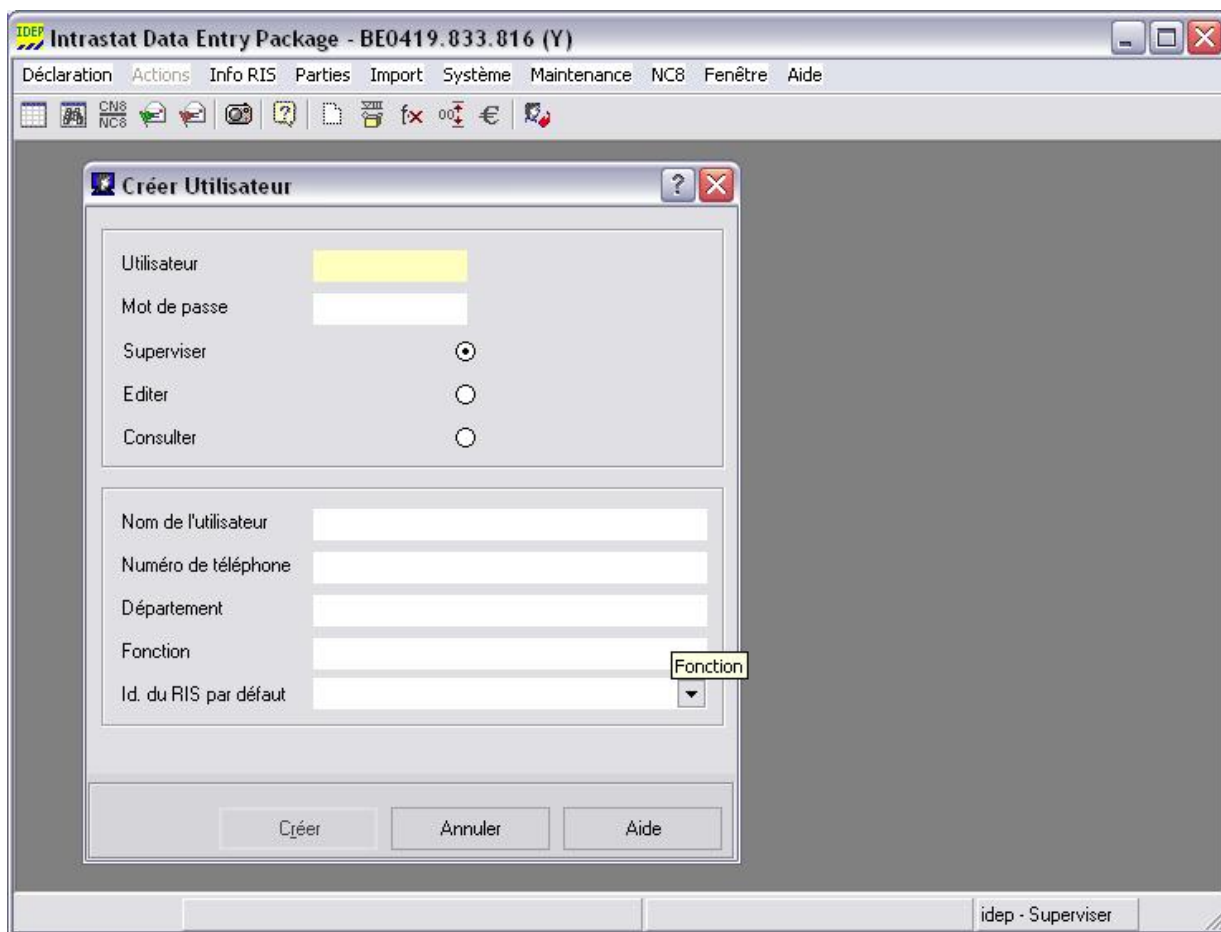 IDEP Intrastat Data Entry Package - BE0419.833.816 (Y)
Déclaration Actions Info RIS Parties Import Système Maintenance NC8 Fenêtre Aide
CN8
NC8
Créer Utilisateur
Utilisateur
Mot de passe
Superviser
Editer
Consulter
Nom de l'utilisateur
Numéro de téléphone
Département
Fonction
Fonction
Id. du RIS par défaut
Créer Annuler Aide
idep - Superviser